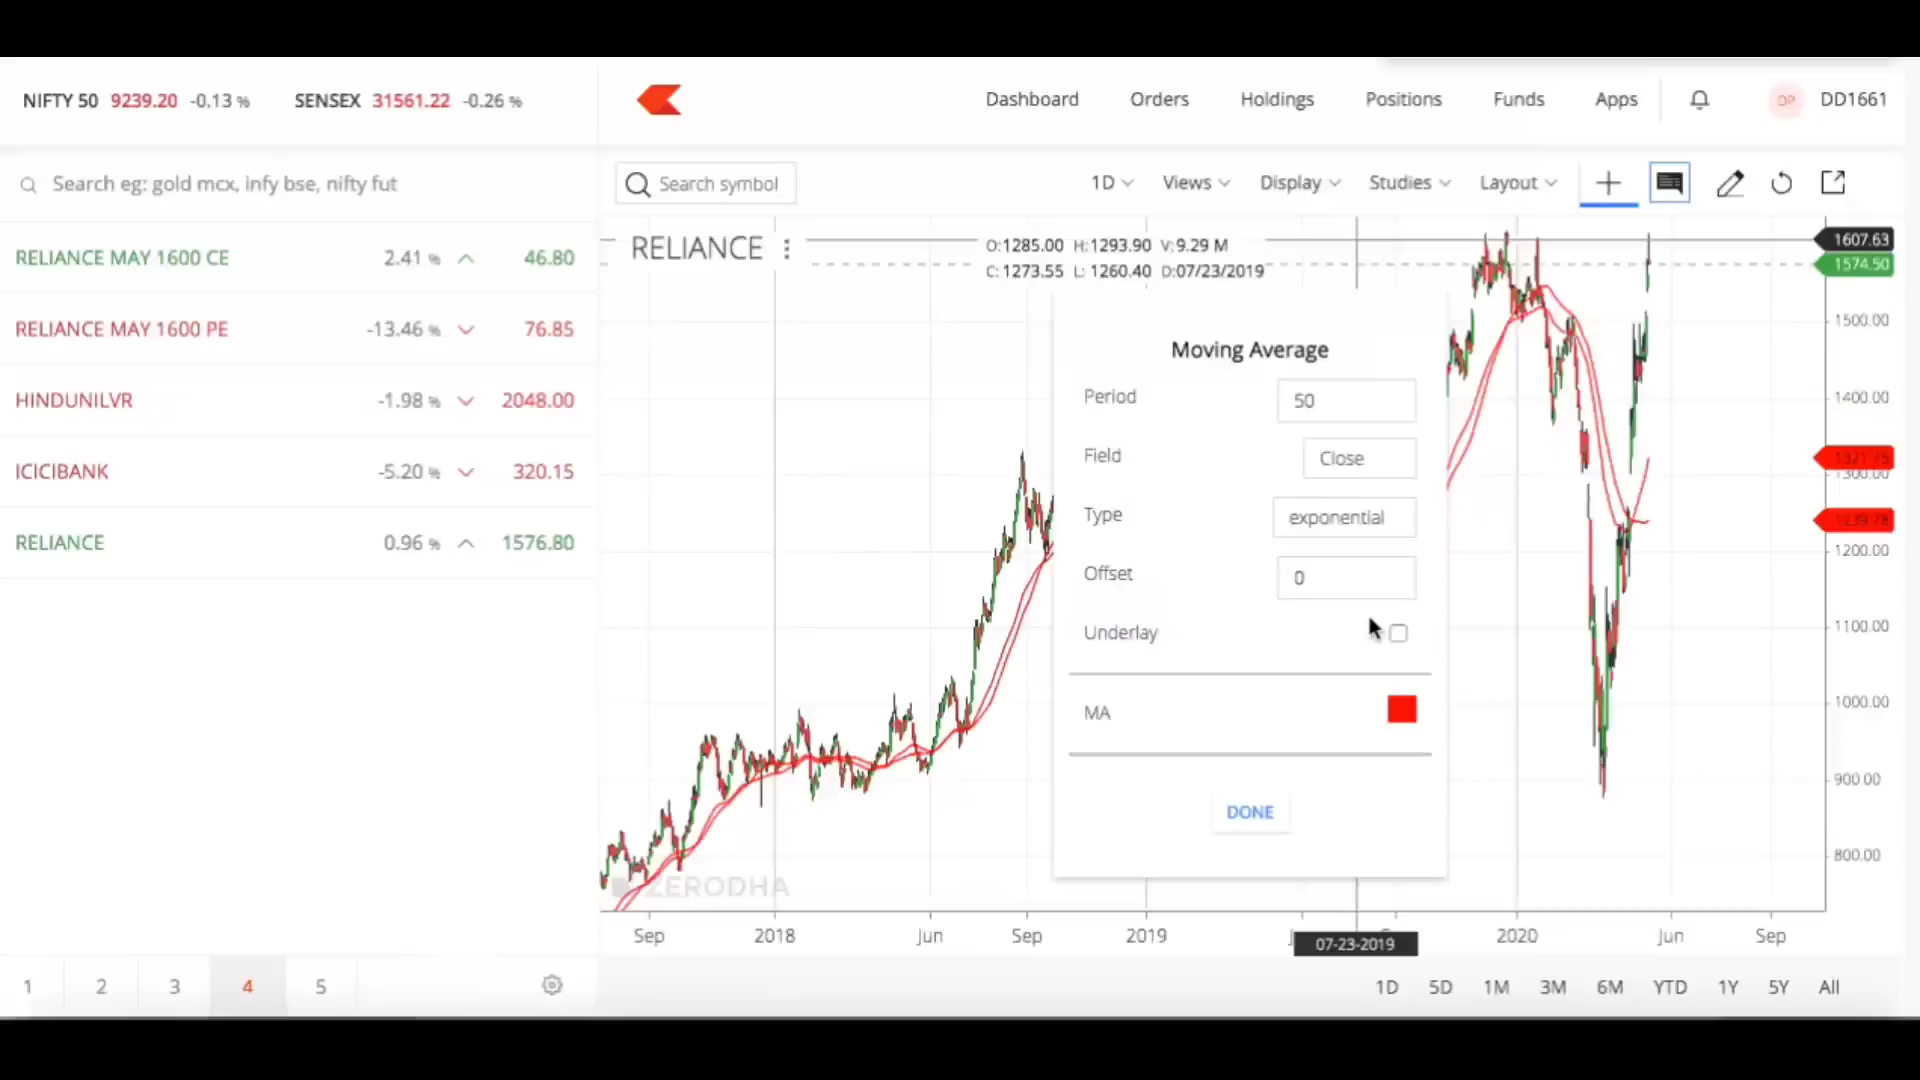 NIFTY 50 9239.20 -0.13 % SENSEX 31561.22 -0.26 %
Dashboard Orders Holdings Positions Funds Apps DP DD1661
Search eg: gold mcx, infy bse, nifty fut
Search symbol 1D Views Display Studies Layout
RELIANCE MAY 1600 CE 2.41 % 46.80
RELIANCE MAY 1600 PE -13.46 % 76.85
HINDUNILVR -1.98 % 2048.00
ICICIBANK -5.20 % 320.15
RELIANCE 0.96 % 1576.80
RELIANCE
O:1285.00 H:1293.90 V:9.29 M
C:1273.55 L:1260.40 D:07/23/2019
1607.63
1574.50
1500.00
1400.00
1321.75
1300.00
1239.78
1200.00
1100.00
1000.00
900.00
800.00
Moving Average
Period 50
Field Close
Type exponential
Offset 0
Underlay
MA
DONE
ZERODHA
Sep 2018 Jun Sep 2019 07-23-2019 2020 Jun Sep
1 2 3 4 5
1D 5D 1M 3M 6M YTD 1Y 5Y All